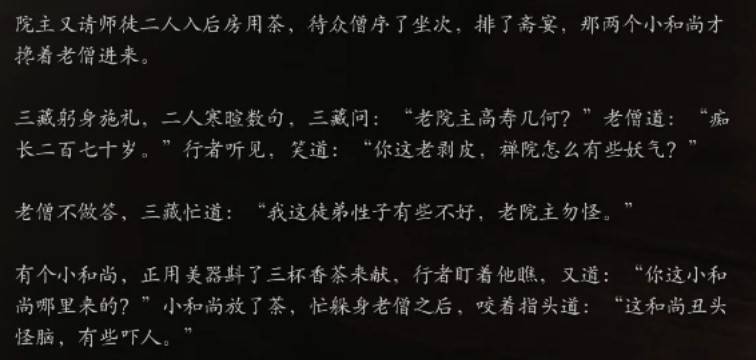 院主又请师徒二人入后房用茶，待众僧序了坐次，排了斋宴，那两个小和尚才
搀着老僧进来。
三藏躬身施礼，二人寒暄数句，三藏问：“老院主高寿几何？”老僧道：“痴
长二百七十岁。”行者听见，笑道：“你这老剥皮，禅院怎么有些妖气？”
老僧不做答，三藏忙道：“我这徒弟性子有些不好，老院主勿怪。”
有个小和尚，正用美器斟了三杯香茶来献，行者盯着他瞧，又道：“你这小和
尚哪里来的？”小和尚放了茶，忙躲身老僧之后，咬着指头道：“这和尚丑头
怪脑，有些吓人。”